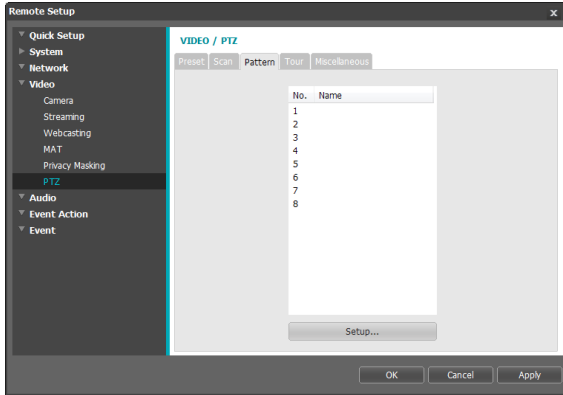 Remote Setup
x
Quick Setup
System
Network
Video
Camera
Streaming
Webcasting
MAT
Privacy Masking
PTZ
Audio
Event Action
Event
VIDEO / PTZ
Preset Scan Pattern Tour Miscellaneous
No. Name
1
2
3
4
5
6
7
8
Setup...
OK Cancel Apply